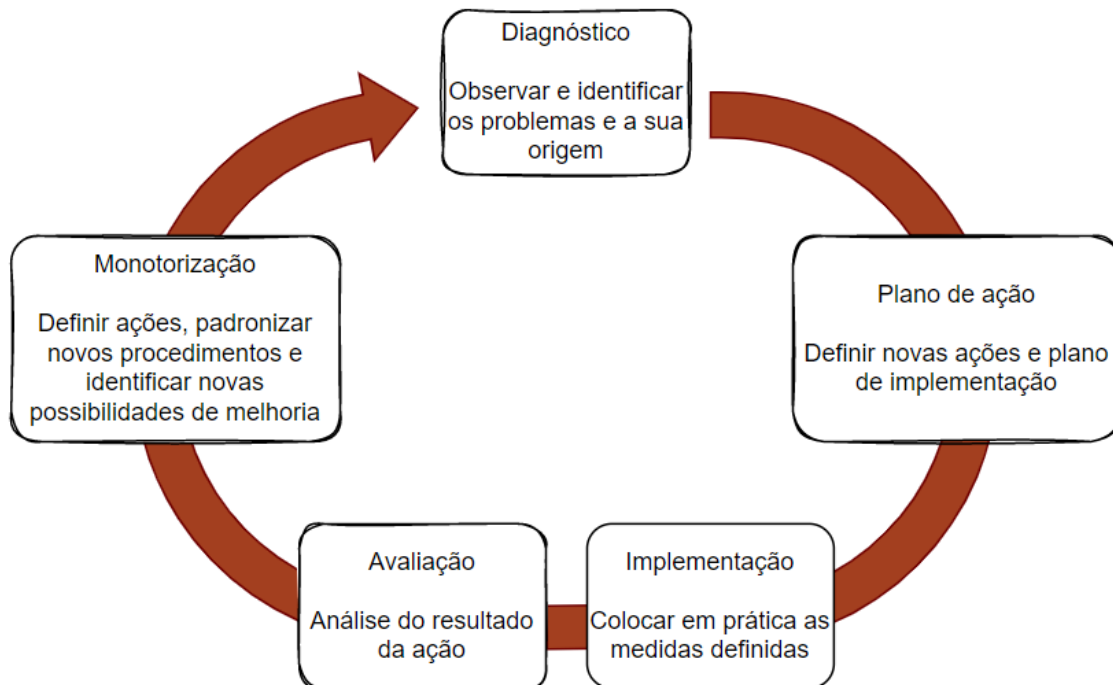 Diagnóstico
Observar e identificar
os problemas e a sua
origem
Plano de ação
Definir novas ações e plano
de implementação
Implementação
Colocar em prática as
medidas definidas
Avaliação
Análise do resultado
da ação
Monotorização
Definir ações, padronizar
novos procedimentos e
identificar novas
possibilidades de melhoria